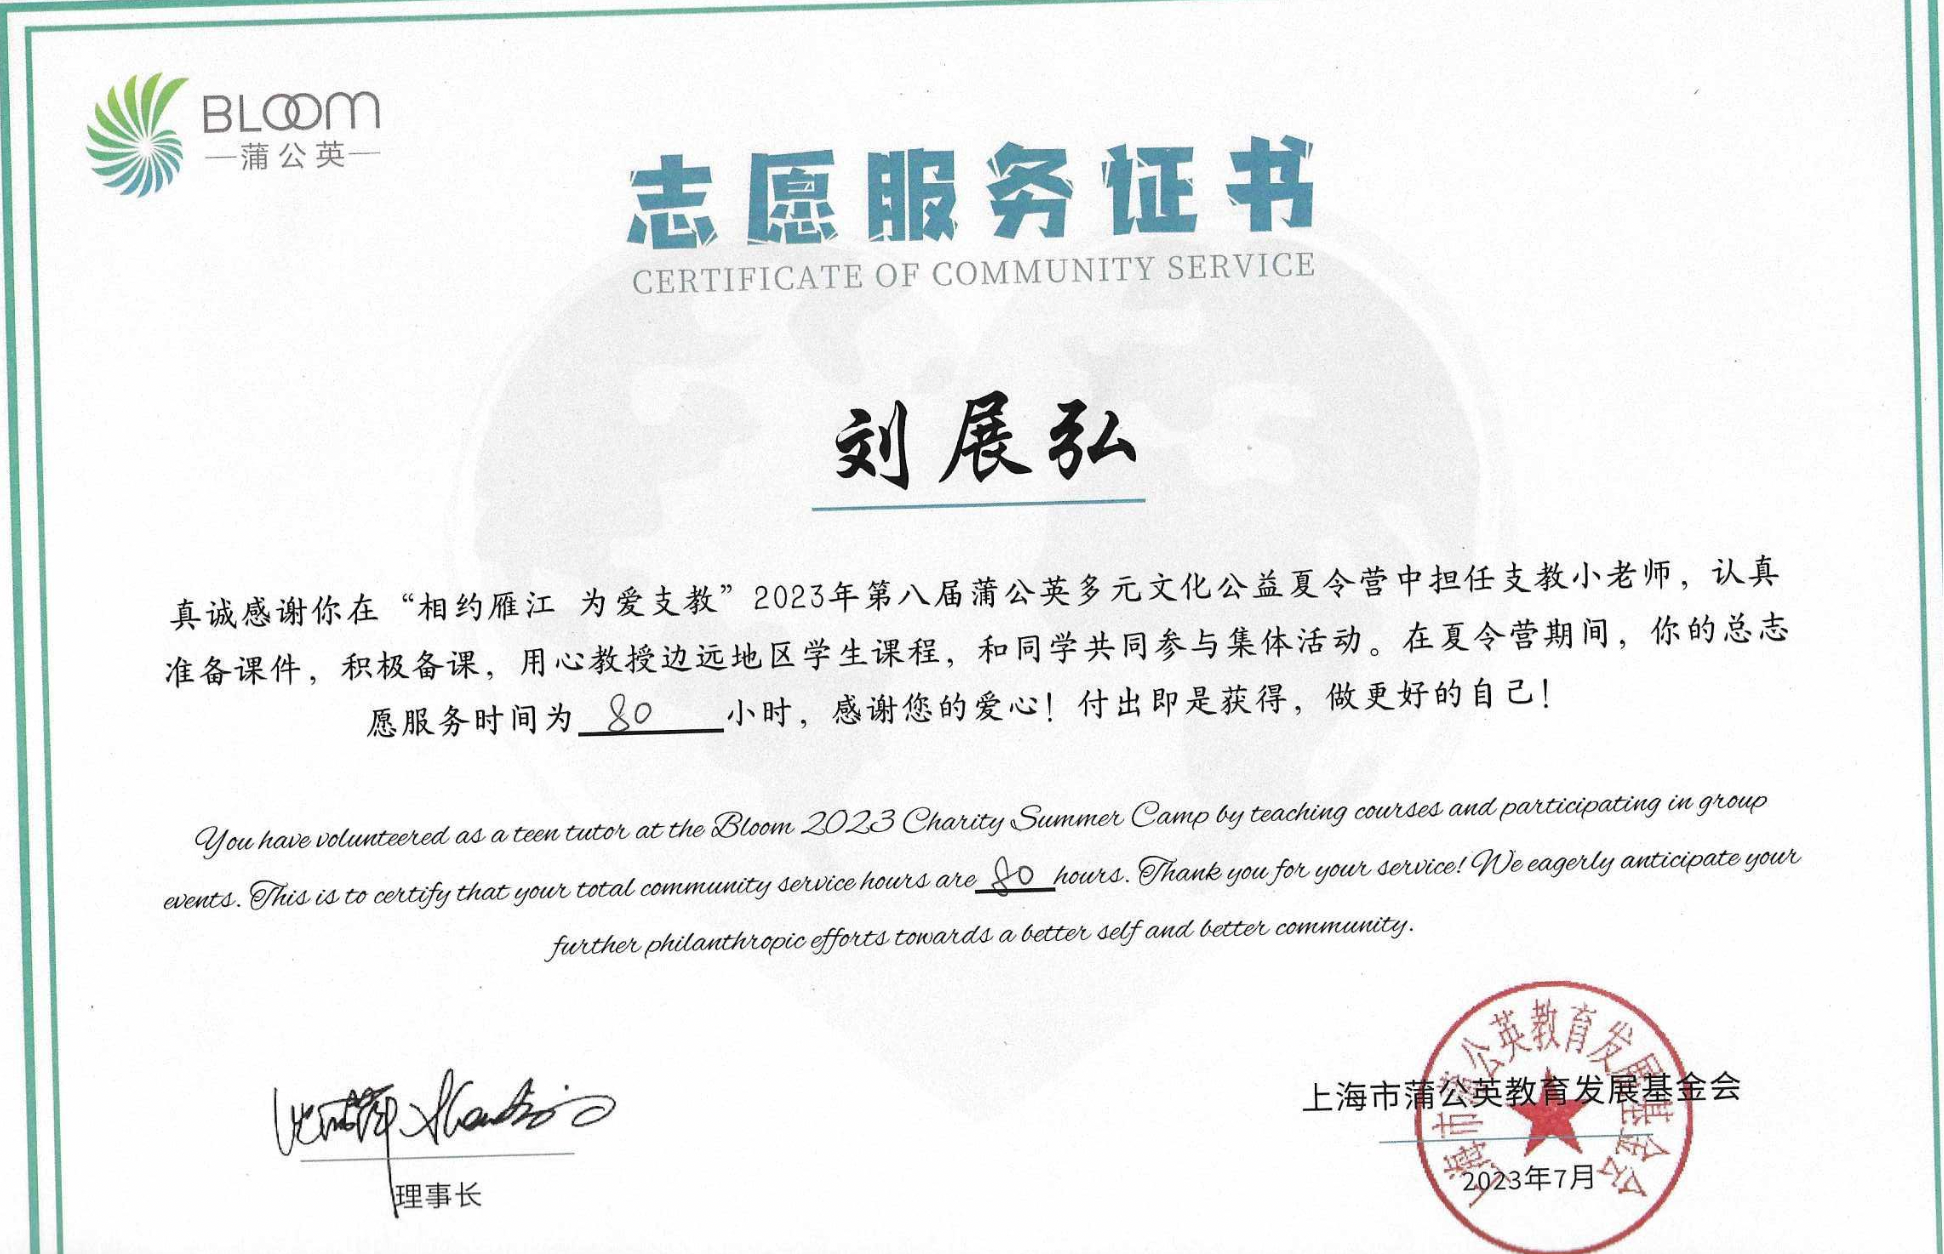 BLOOM
蒲公英
志愿服务证书
CERTIFICATE OF COMMUNITY SERVICE
刘展弘
真诚感谢你在“相约雁江 为爱支教”2023年第八届蒲公英多元文化公益夏令营中担任支教小老师，认真
准备课件，积极备课，用心教授边远地区学生课程，和同学共同参与集体活动。在夏令营期间，你的总志
愿服务时间为 80 小时，感谢您的爱心！付出即是获得，做更好的自己！
You have volunteered as a teen tutor at the Bloom 2023 Charity Summer Camp by teaching courses and participating in group
events. This is to certify that your total community service hours are 80 hours. Thank you for your service! We eagerly anticipate your
further philanthropic efforts towards a better self and better community.
理事长
上海市蒲公英教育发展基金会
上海市蒲公英教育发展基金会
2023年7月